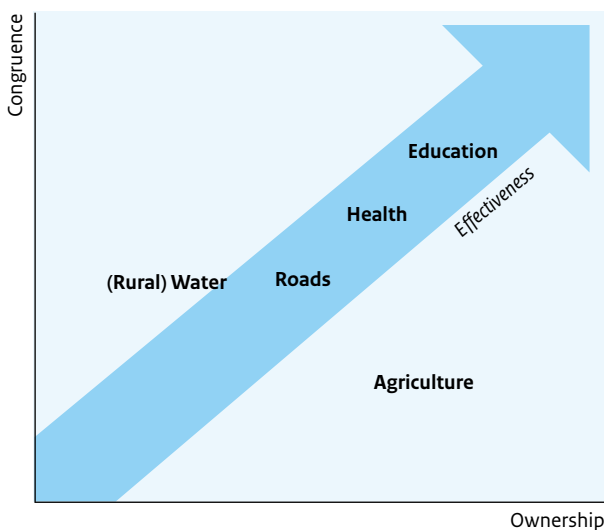 Congruence
Education
Effectiveness
Health
(Rural) Water
Roads
Agriculture
Ownership